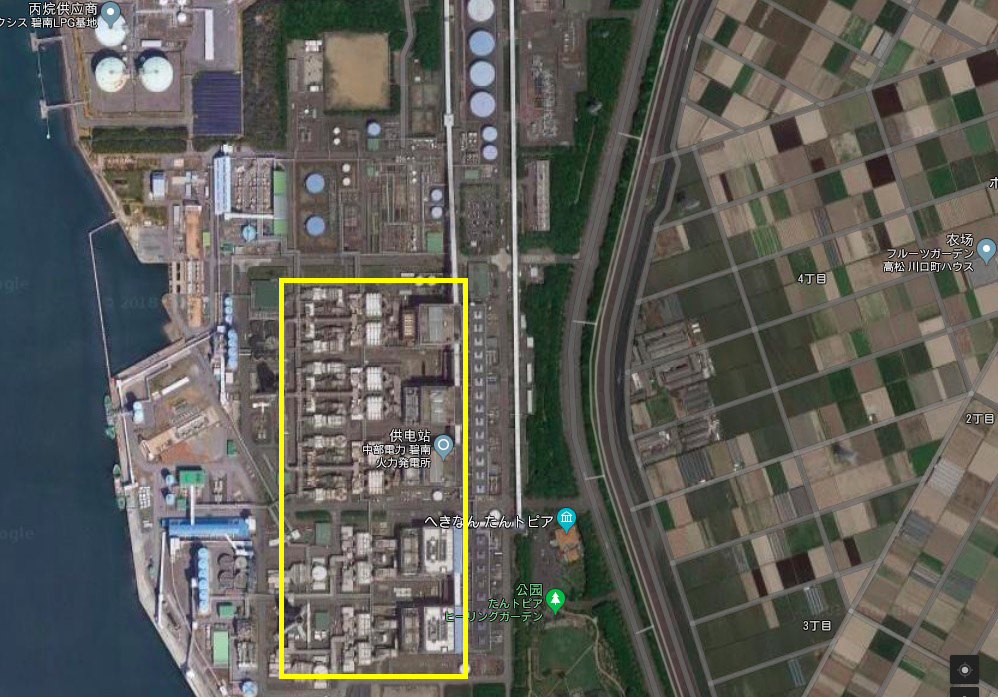 丙烷供应商
クシス 碧南LPG基地
农场
フルーツガーデン
高松 川口町ハウス
4丁目
2丁目
供电站
中部電力 碧南
火力発電所
へきなん たんトピア
公园
たんトピア
ヒーリングガーデン
3丁目